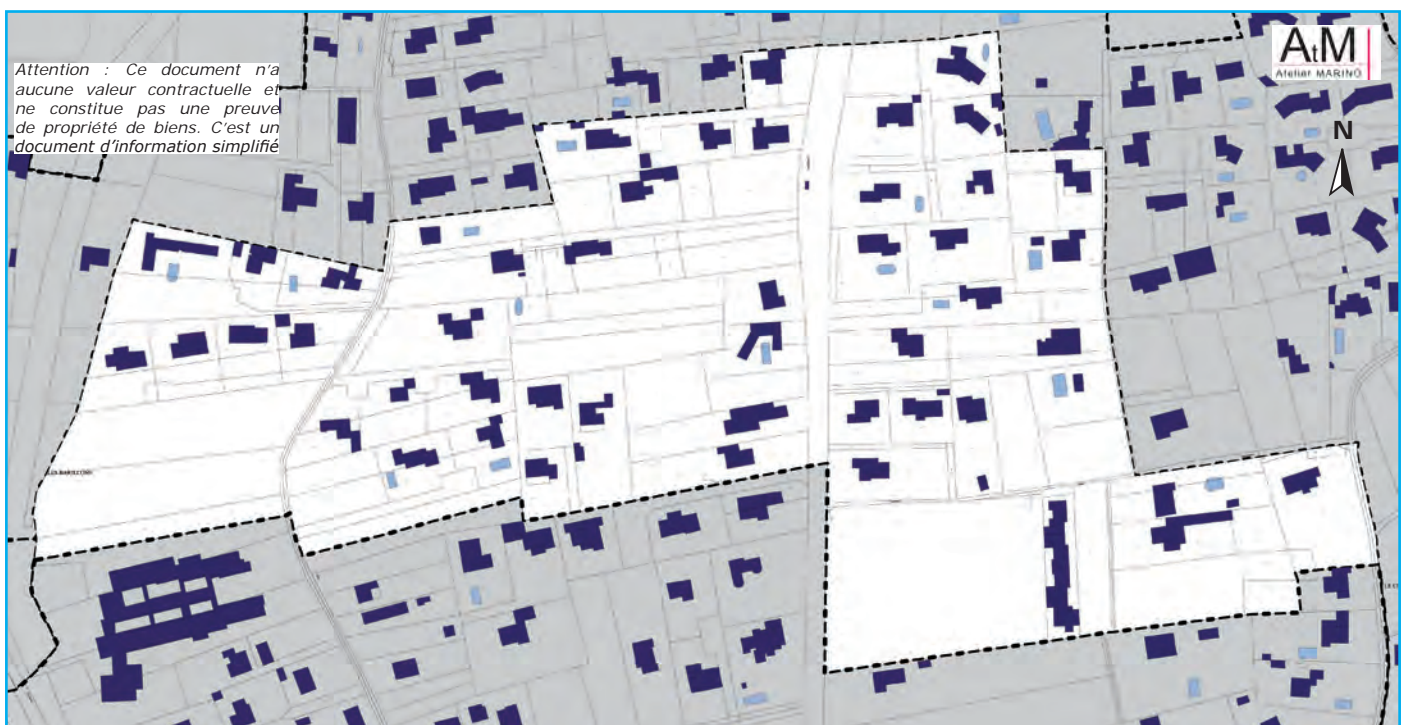 Attention : Ce document n'a
aucune valeur contractuelle et
ne constitue pas une preuve
de propriété de biens. C'est un
document d'information simplifié
AtM
Atelier MARINO
N